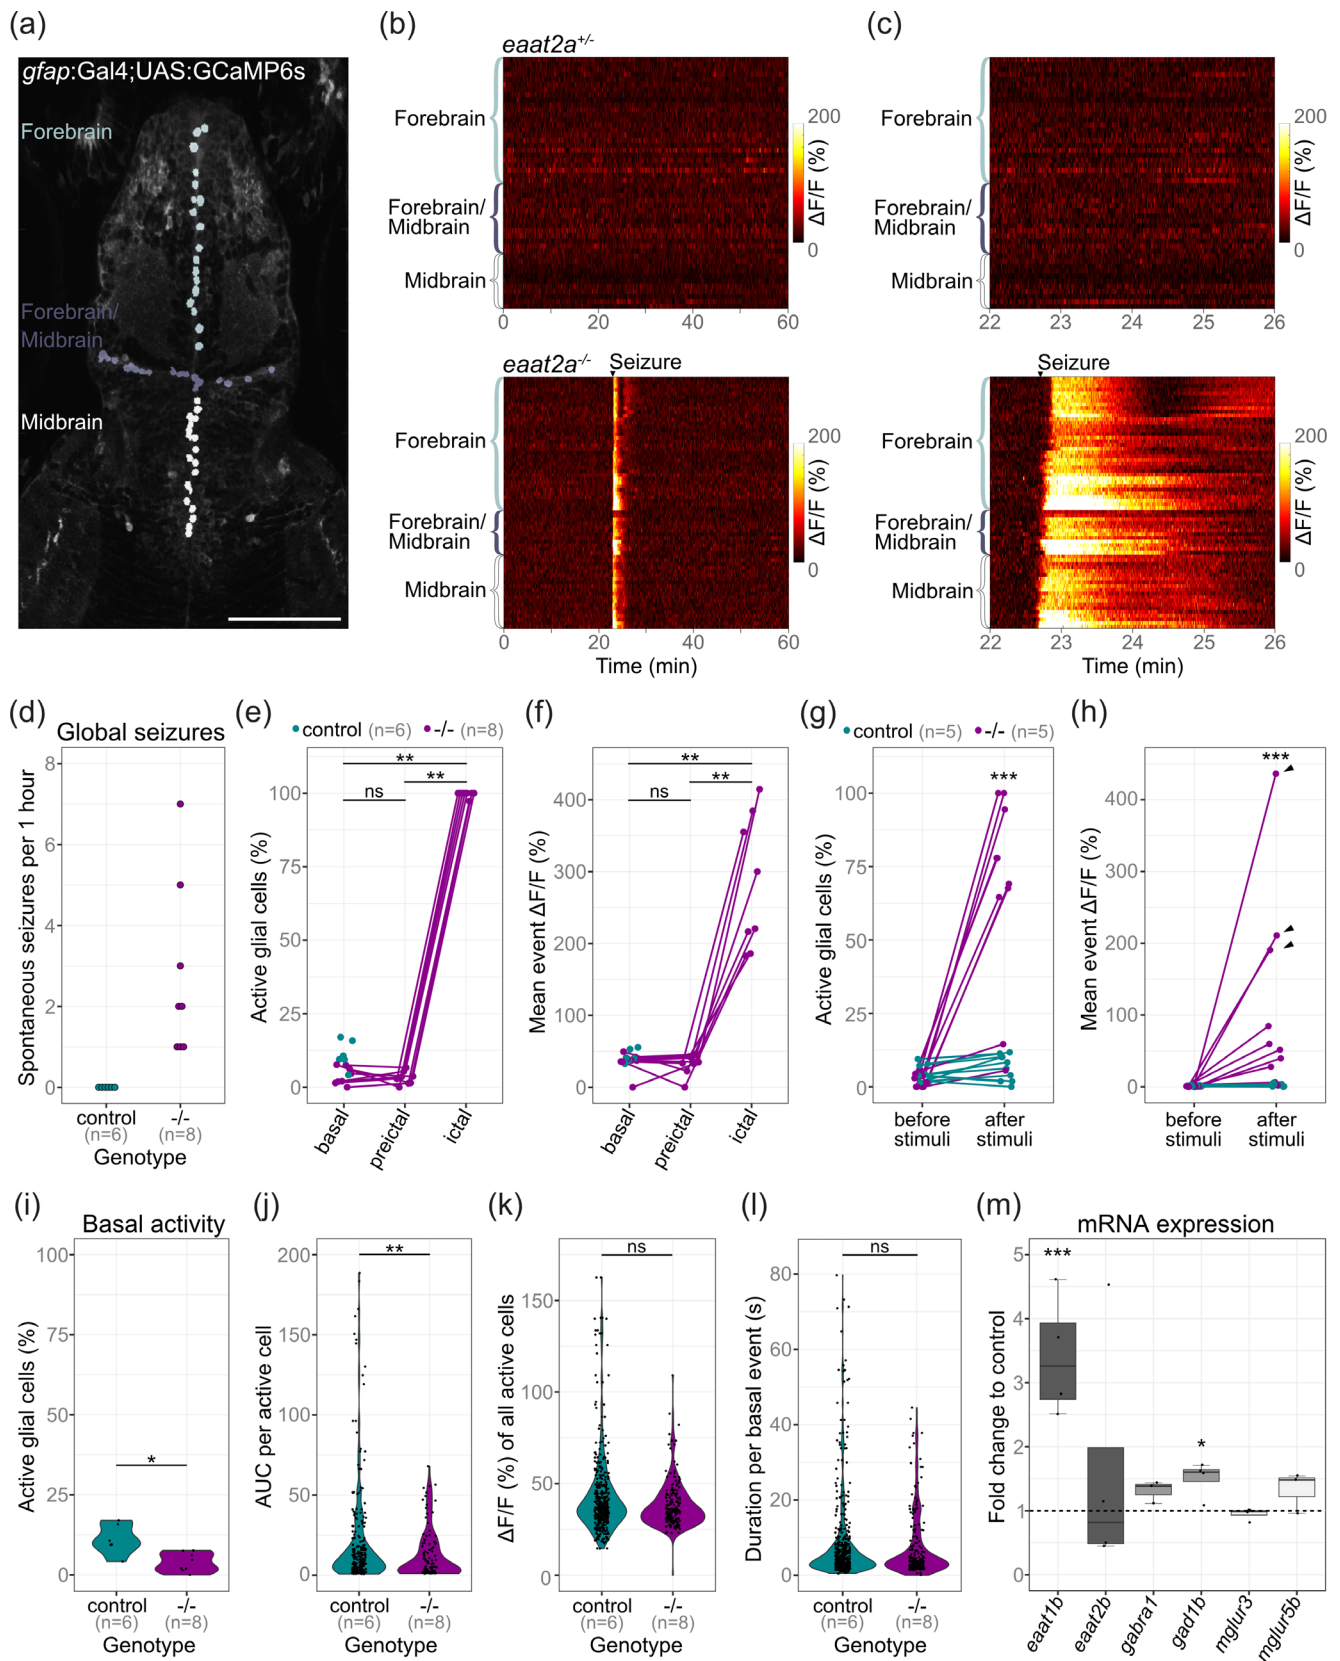 (a)
gfap:Gal4;UAS:GCaMP6s
Forebrain
Forebrain/
Midbrain
Midbrain
(b)
eaat2a+/-
Forebrain
Forebrain/
Midbrain
Midbrain
0 20 40 60
200
ΔF/F (%)
0
eaat2a-/-
Seizure
Forebrain
Forebrain/
Midbrain
Midbrain
0 20 40 60
Time (min)
200
ΔF/F (%)
0
(c)
Forebrain
Forebrain/
Midbrain
Midbrain
22 23 24 25 26
200
ΔF/F (%)
0
Seizure
Forebrain
Forebrain/
Midbrain
Midbrain
22 23 24 25 26
Time (min)
200
ΔF/F (%)
0
(d)
Global seizures
Spontaneous seizures per 1 hour
8
6
4
2
0
control -/-
(n=6) (n=8)
Genotype
(e)
control (n=6) -/- (n=8)
Active glial cells (%)
100
75
50
25
0
**
**
ns
basal preictal ictal
(f)
Mean event ΔF/F (%)
400
300
200
100
0
**
**
ns
basal preictal ictal
(g)
control (n=5) -/- (n=5)
Active glial cells (%)
100
75
50
25
0
***
before after
stimuli stimuli
(h)
Mean event ΔF/F (%)
400
300
200
100
0
***
before after
stimuli stimuli
(i)
Basal activity
Active glial cells (%)
100
75
50
25
0
*
control -/-
(n=6) (n=8)
Genotype
(j)
AUC per active cell
200
150
100
50
0
**
control -/-
(n=6) (n=8)
Genotype
(k)
ΔF/F (%) of all active cells
150
100
50
0
ns
control -/-
(n=6) (n=8)
Genotype
(l)
Duration per basal event (s)
80
60
40
20
0
ns
control -/-
(n=6) (n=8)
Genotype
(m)
mRNA expression
Fold change to control
5
4
3
2
1
0
***
*
eaat1b eaat2b gabra1 gad1b mglur3 mglur5b